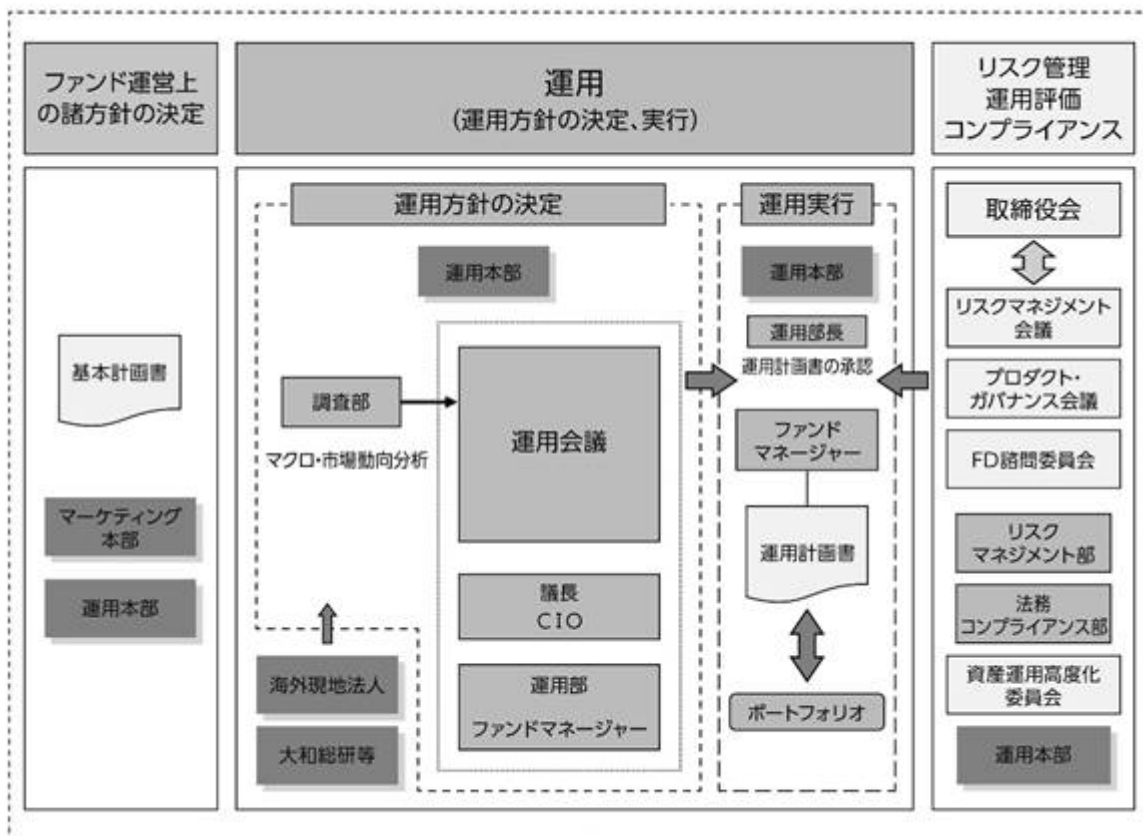 ファンド運営上
の諸方針の決定
運用
(運用方針の決定、実行)
リスク管理
運用評価
コンプライアンス
基本計画書
マーケティング
本部
運用本部
運用方針の決定
運用本部
調査部
マクロ・市場動向分析
運用会議
議長
CIO
運用部
ファンドマネージャー
海外現地法人
大和総研等
運用実行
運用本部
運用部長
運用計画書の承認
ファンド
マネージャー
運用計画書
ポートフォリオ
取締役会
リスクマネジメント
会議
プロダクト・
ガバナンス会議
FD諮問委員会
リスク
マネジメント部
法務
コンプライアンス部
資産運用高度化
委員会
運用本部